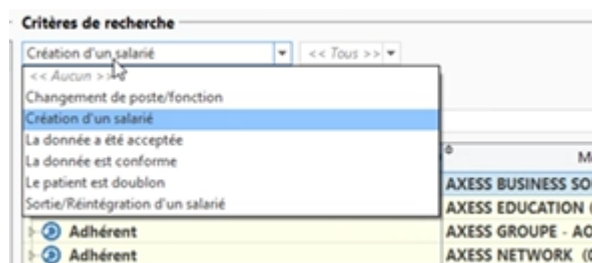 Critères de recherche
Création d'un salarié << Tous >>
<< Aucun >>
Changement de poste/fonction
Création d'un salarié
La donnée a été acceptée
La donnée est conforme
Le patient est doublon
Sortie/Réintégration d'un salarié
AXESS BUSINESS SO
AXESS EDUCATION (
Adhérent AXESS GROUPE - AO
Adhérent AXESS NETWORK (